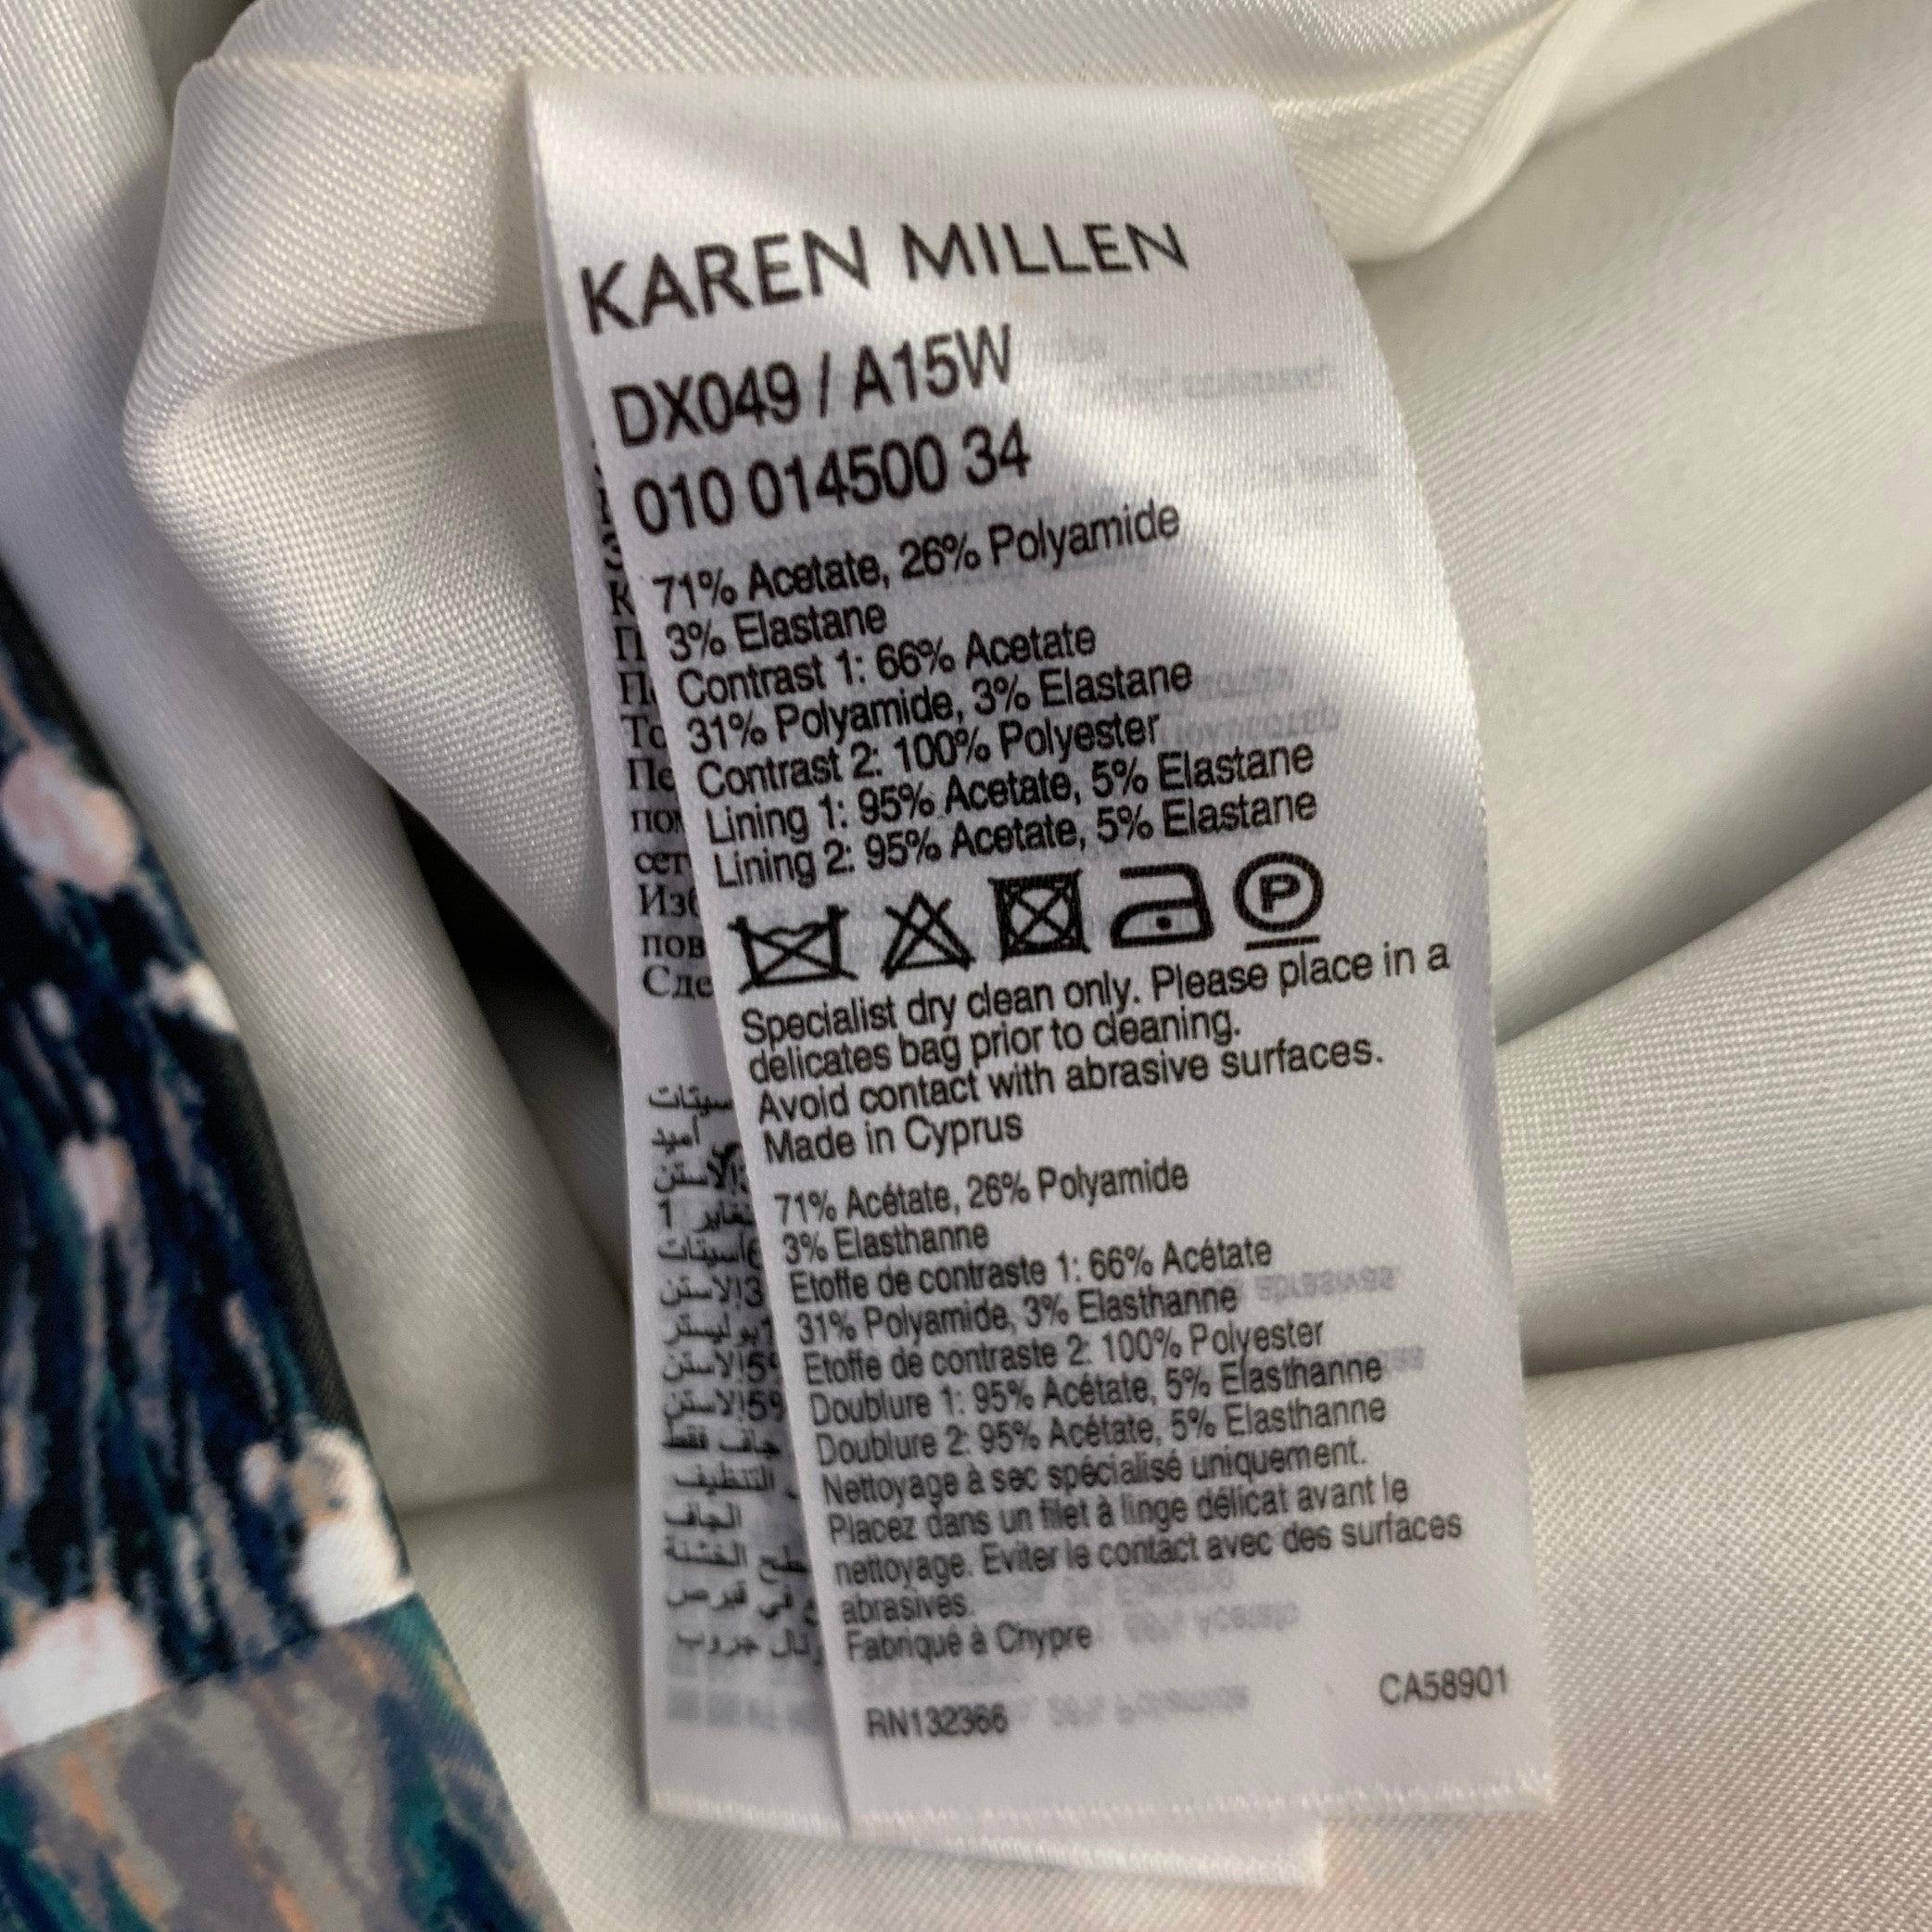 KAREN MILLEN
DX049 / A15W
010 014500 34
71% Acetate, 26% Polyamide
3% Elastane
Contrast 1: 66% Acetate
31% Polyamide, 3% Elastane
Contrast 2: 100% Polyester
Lining 1: 95% Acetate, 5% Elastane
Lining 2: 95% Acetate, 5% Elastane
P
Specialist dry clean only. Please place in a
delicates bag prior to cleaning.
Avoid contact with abrasive surfaces.
Made in Cyprus
71% Acétate, 26% Polyamide
3% Elasthanne
Etoffe de contraste 1: 66% Acétate
31% Polyamide, 3% Elasthanne
Etoffe de contraste 2: 100% Polyester
Doublure 1: 95% Acétate, 5% Elasthanne
Doublure 2: 95% Acétate, 5% Elasthanne
Nettoyage à sec spécialisé uniquement.
Placez dans un filet à linge délicat avant le
nettoyage. Eviter le contact avec des surfaces
abrasives.
Fabriqué à Chypre
RN132366 CA58901